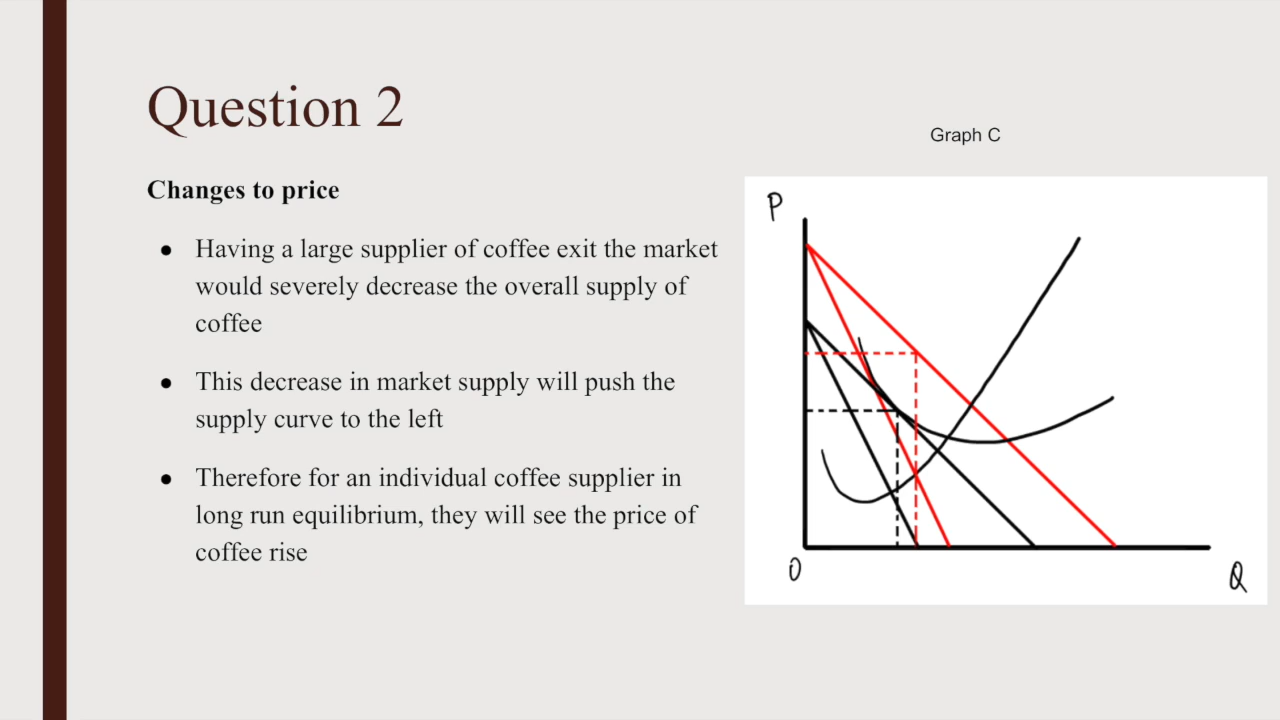 Question 2
Changes to price
● Having a large supplier of coffee exit the market
would severely decrease the overall supply of
coffee
● This decrease in market supply will push the
supply curve to the left
● Therefore for an individual coffee supplier in
long run equilibrium, they will see the price of
coffee rise
Graph C
P
O
Q